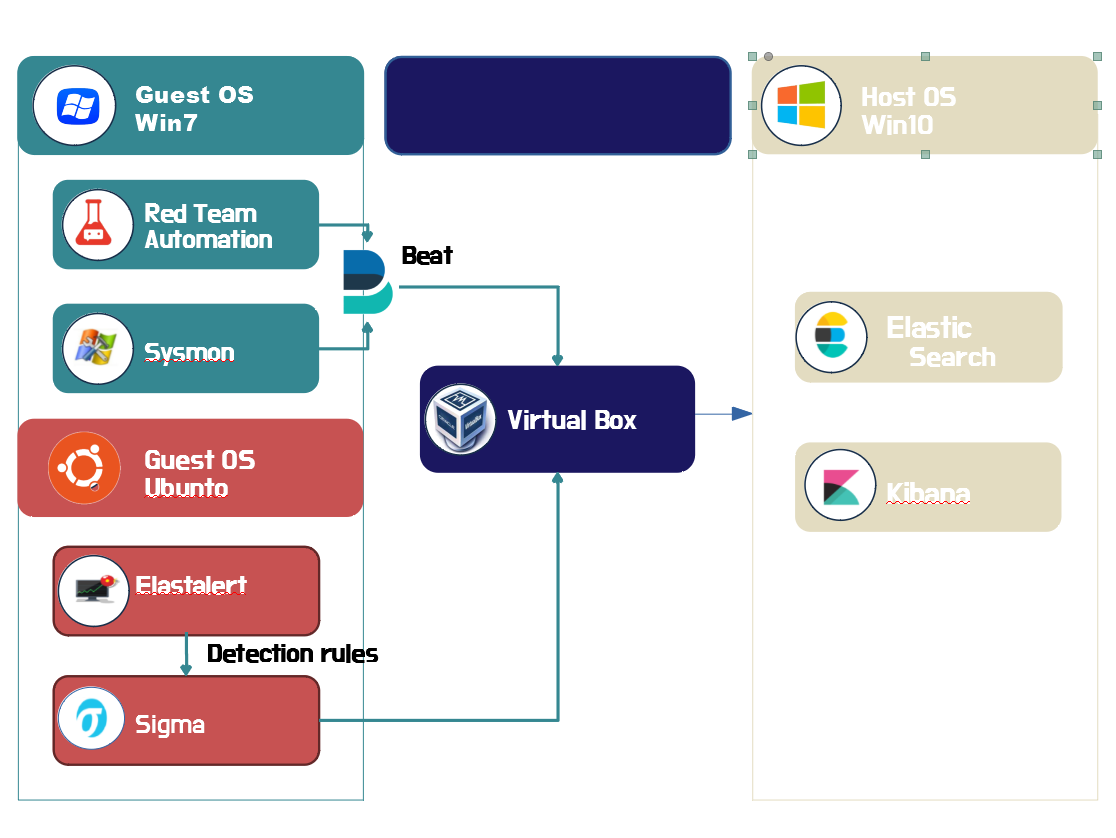 Guest OS
Win7
Host OS
Win10
Red Team
Automation
Beat
Sysmon
Elastic
Search
Virtual Box
Guest OS
Ubunto
Kibana
Elastalert
Detection rules
Sigma